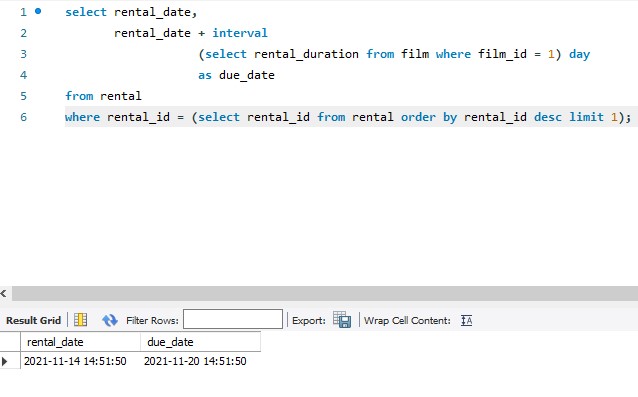 1 select rental_date,
2 rental_date + interval
3 (select rental_duration from film where film_id = 1) day
4 as due_date
5 from rental
6 where rental_id = (select rental_id from rental order by rental_id desc limit 1);
Result Grid Filter Rows: Export: Wrap Cell Content:
rental_date due_date
2021-11-14 14:51:50 2021-11-20 14:51:50